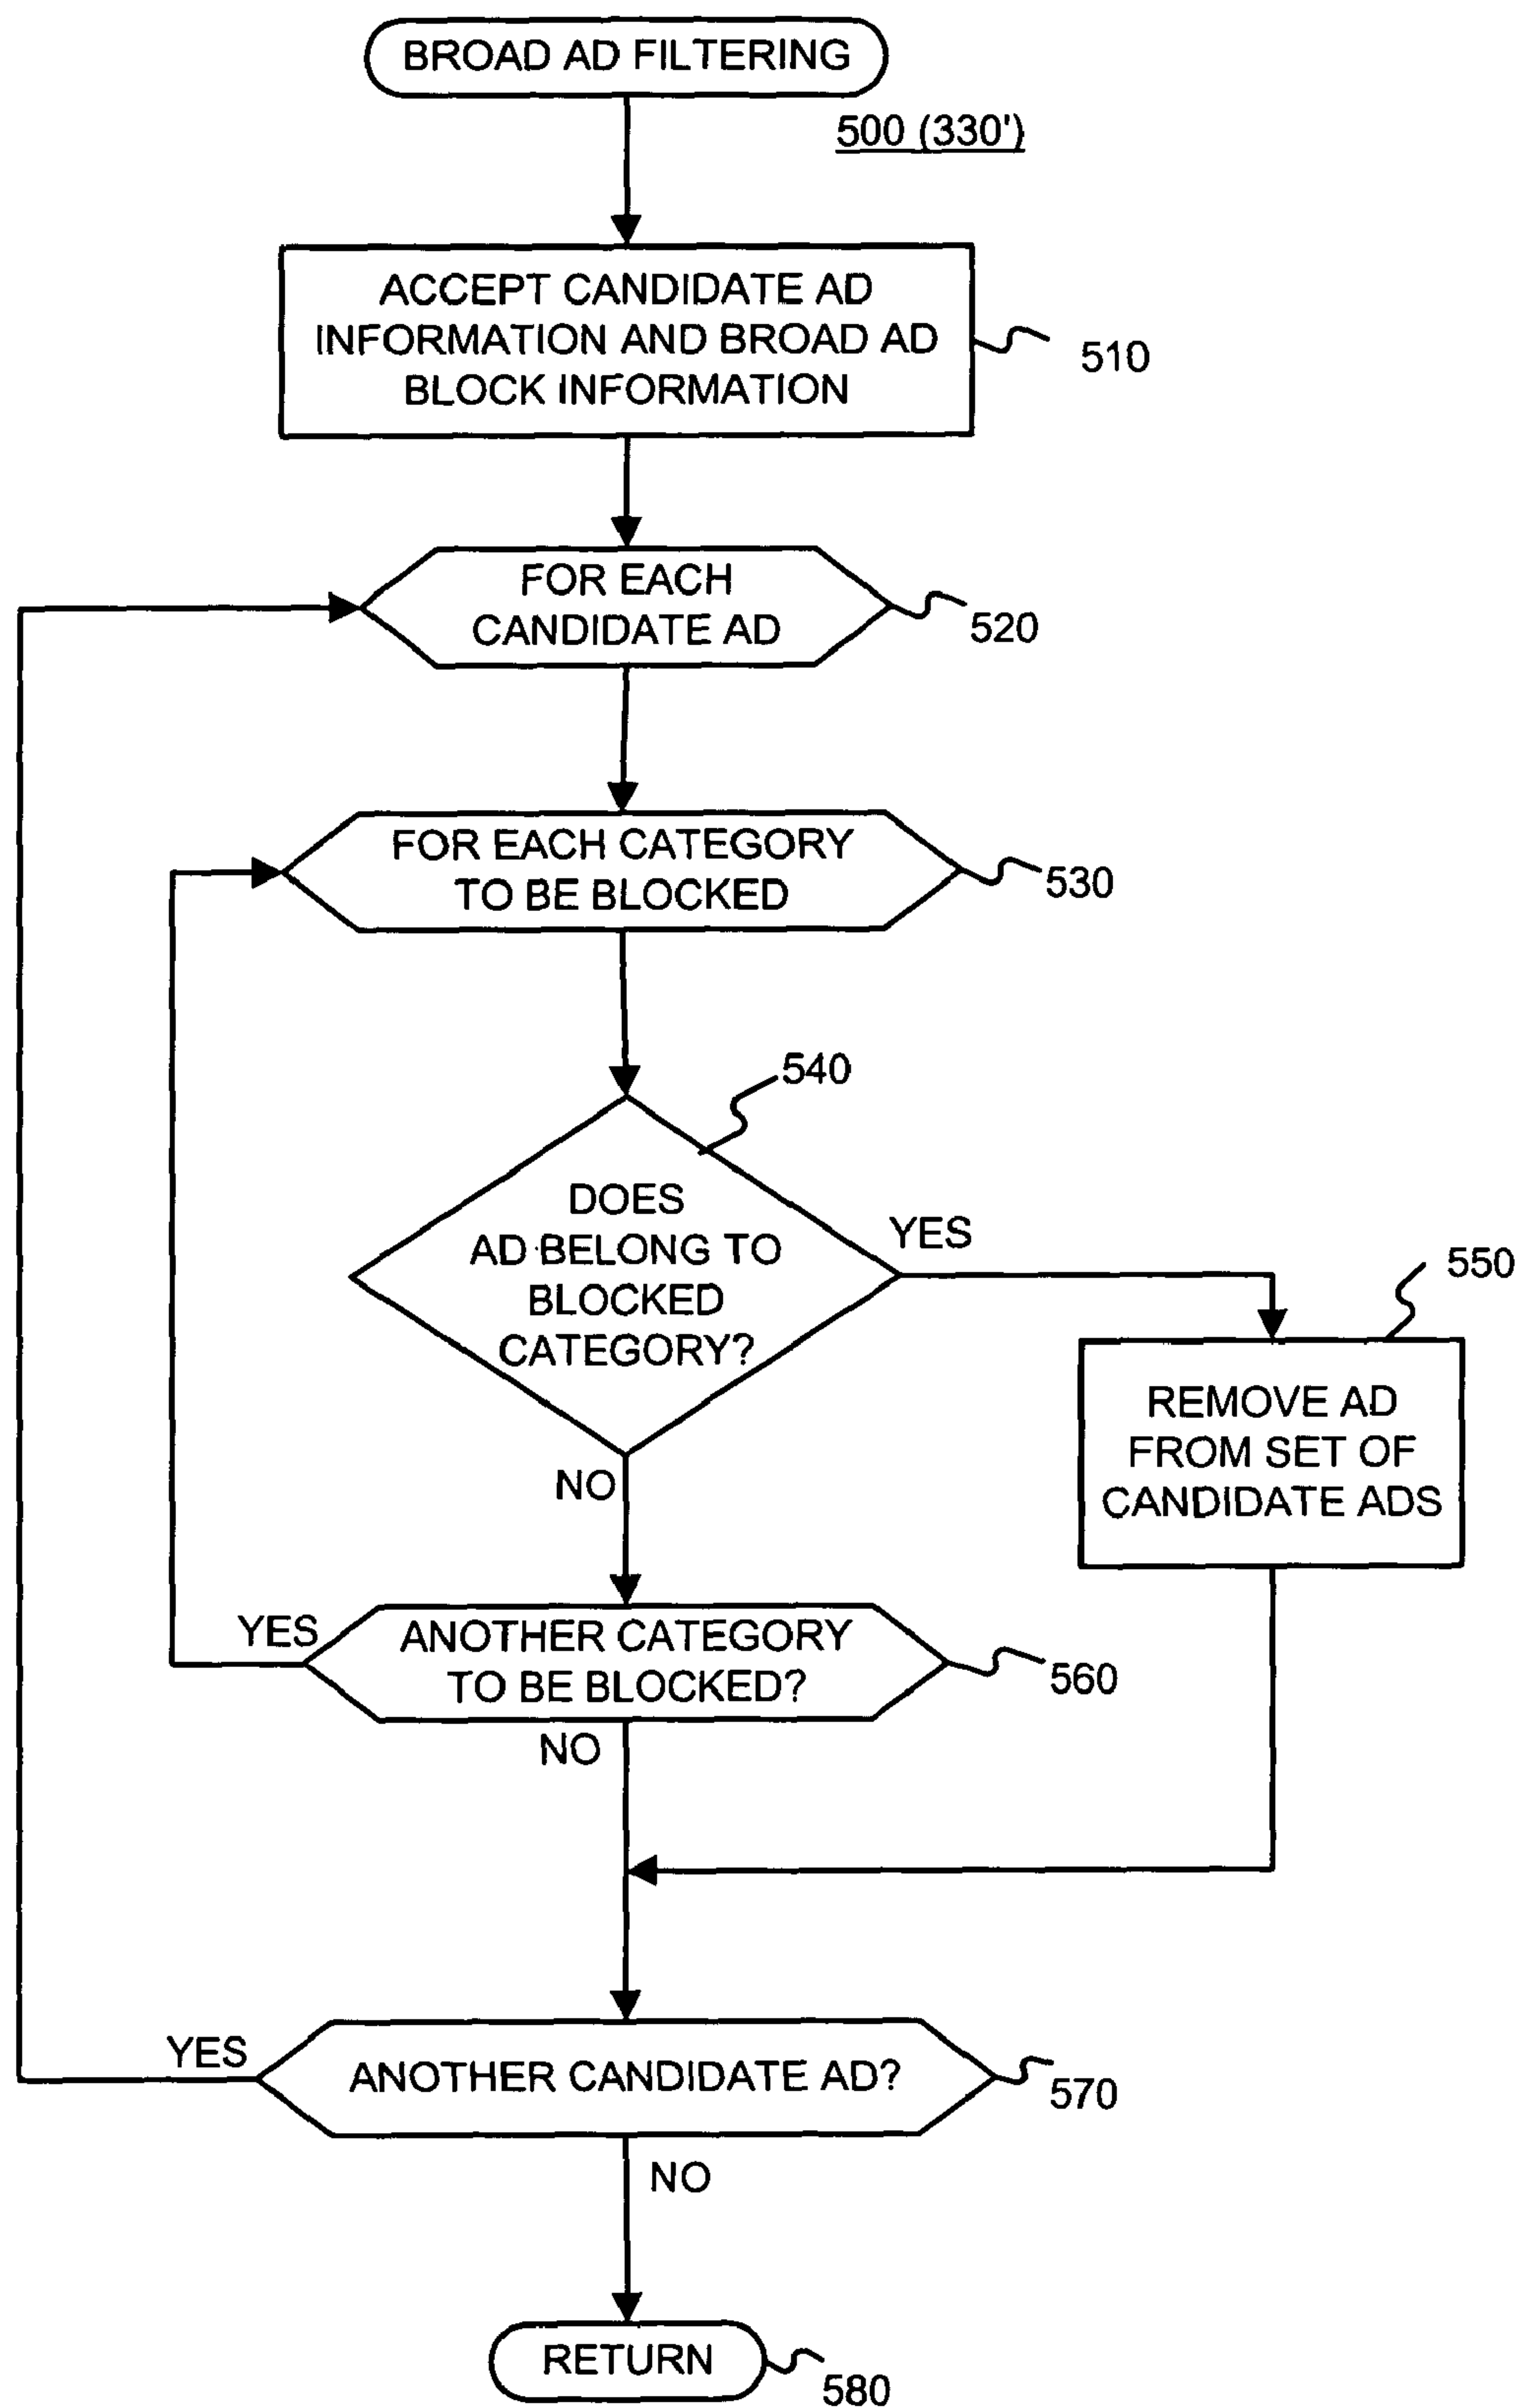 BROAD AD FILTERING
500 (330')
ACCEPT CANDIDATE AD
INFORMATION AND BROAD AD
BLOCK INFORMATION
510
FOR EACH
CANDIDATE AD
520
FOR EACH CATEGORY
TO BE BLOCKED
530
540
DOES
AD BELONG TO
BLOCKED
CATEGORY?
YES
550
REMOVE AD
FROM SET OF
CANDIDATE ADS
NO
YES
ANOTHER CATEGORY
TO BE BLOCKED?
560
NO
YES
ANOTHER CANDIDATE AD?
570
NO
RETURN
580